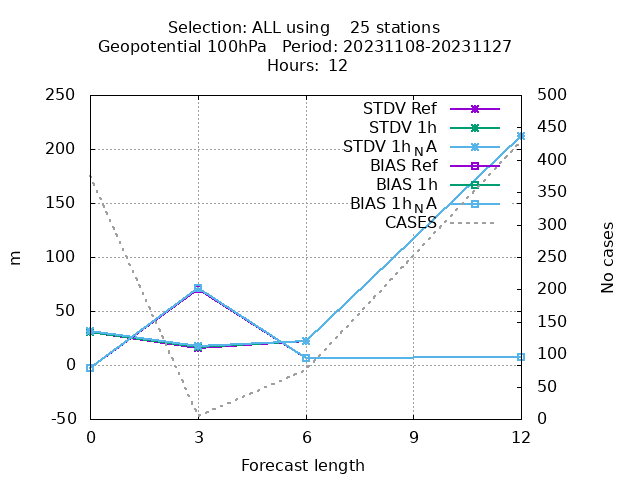 Selection: ALL using    25 stations
Geopotential 100hPa   Period: 20231108-20231127
Hours:  12
250
200
150
100
50
0
-50
500
450
400
350
300
250
200
150
100
50
0
STDV Ref
STDV 1h
STDV 1h_NA
BIAS Ref
BIAS 1h
BIAS 1h_NA
CASES
m
No cases
0 3 6 9 12
Forecast length